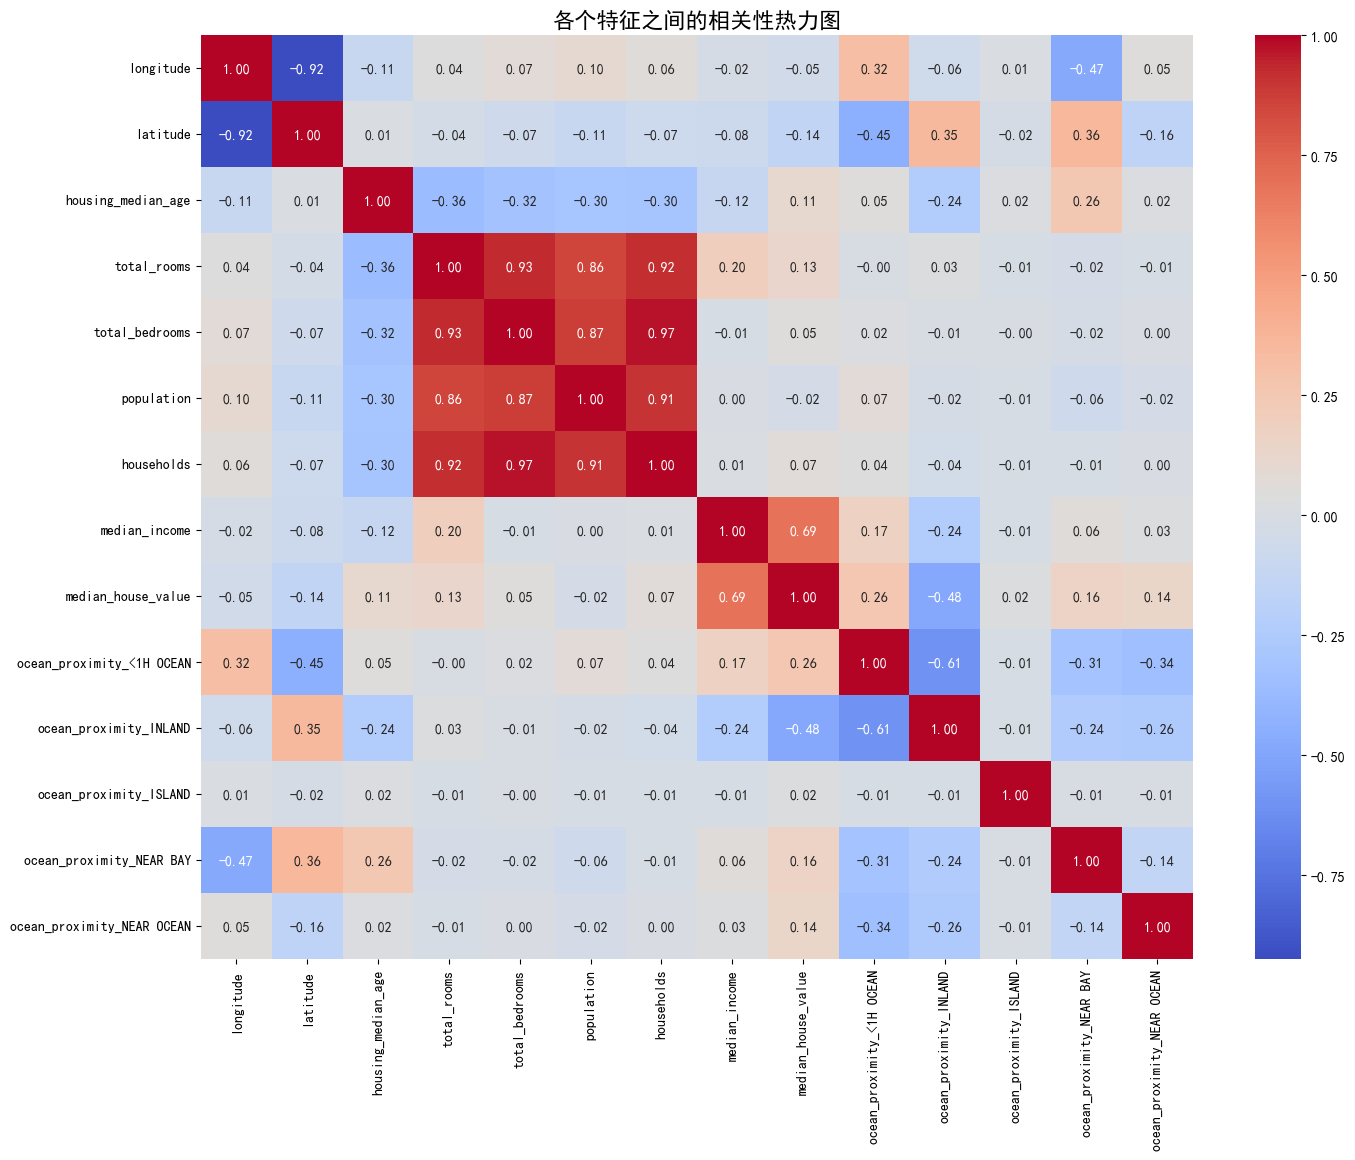 各个特征之间的相关性热力图
longitude 1.00 −0.92 −0.11 0.04 0.07 0.10 0.06 −0.02 −0.05 0.32 −0.06 0.01 −0.47 0.05
latitude −0.92 1.00 0.01 −0.04 −0.07 −0.11 −0.07 −0.08 −0.14 −0.45 0.35 −0.02 0.36 −0.16
housing_median_age −0.11 0.01 1.00 −0.36 −0.32 −0.30 −0.30 −0.12 0.11 0.05 −0.24 0.02 0.26 0.02
total_rooms 0.04 −0.04 −0.36 1.00 0.93 0.86 0.92 0.20 0.13 −0.00 0.03 −0.01 −0.02 −0.01
total_bedrooms 0.07 −0.07 −0.32 0.93 1.00 0.87 0.97 −0.01 0.05 0.02 −0.01 −0.00 −0.02 0.00
population 0.10 −0.11 −0.30 0.86 0.87 1.00 0.91 0.00 −0.02 0.07 −0.02 −0.01 −0.06 −0.02
households 0.06 −0.07 −0.30 0.92 0.97 0.91 1.00 0.01 0.07 0.04 −0.04 −0.01 −0.01 0.00
median_income −0.02 −0.08 −0.12 0.20 −0.01 0.00 0.01 1.00 0.69 0.17 −0.24 −0.01 0.06 0.03
median_house_value −0.05 −0.14 0.11 0.13 0.05 −0.02 0.07 0.69 1.00 0.26 −0.48 0.02 0.16 0.14
ocean_proximity_<1H OCEAN 0.32 −0.45 0.05 −0.00 0.02 0.07 0.04 0.17 0.26 1.00 −0.61 −0.01 −0.31 −0.34
ocean_proximity_INLAND −0.06 0.35 −0.24 0.03 −0.01 −0.02 −0.04 −0.24 −0.48 −0.61 1.00 −0.01 −0.24 −0.26
ocean_proximity_ISLAND 0.01 −0.02 0.02 −0.01 −0.00 −0.01 −0.01 −0.01 0.02 −0.01 −0.01 1.00 −0.01 −0.01
ocean_proximity_NEAR BAY −0.47 0.36 0.26 −0.02 −0.02 −0.06 −0.01 0.06 0.16 −0.31 −0.24 −0.01 1.00 −0.14
ocean_proximity_NEAR OCEAN 0.05 −0.16 0.02 −0.01 0.00 −0.02 0.00 0.03 0.14 −0.34 −0.26 −0.01 −0.14 1.00
longitude
latitude
housing_median_age
total_rooms
total_bedrooms
population
households
median_income
median_house_value
ocean_proximity_<1H OCEAN
ocean_proximity_INLAND
ocean_proximity_ISLAND
ocean_proximity_NEAR BAY
ocean_proximity_NEAR OCEAN
1.00
0.75
0.50
0.25
0.00
−0.25
−0.50
−0.75